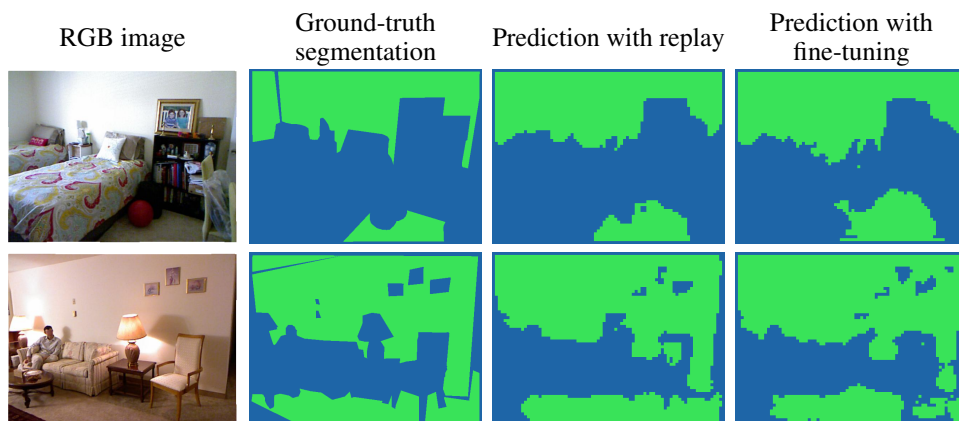 RGB image
Ground-truth
segmentation
Prediction with replay
Prediction with
fine-tuning